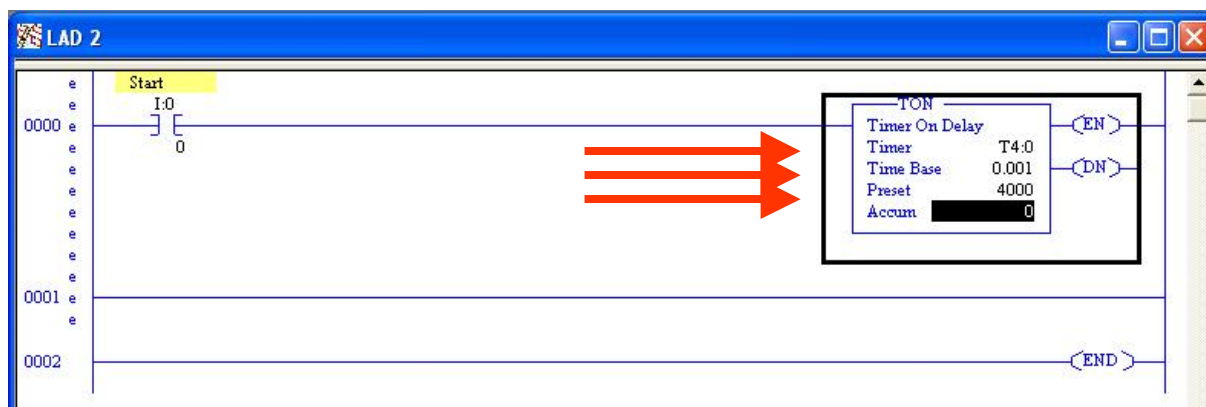 LAD 2
e
Start
e
I:0
TON
0000 e
] [
Timer On Delay
(EN)
e
0
Timer T4:0
e
Time Base 0.001
(DN)
e
Preset 4000
e
Accum 0
e
e
e
0001 e
e
0002
(END)